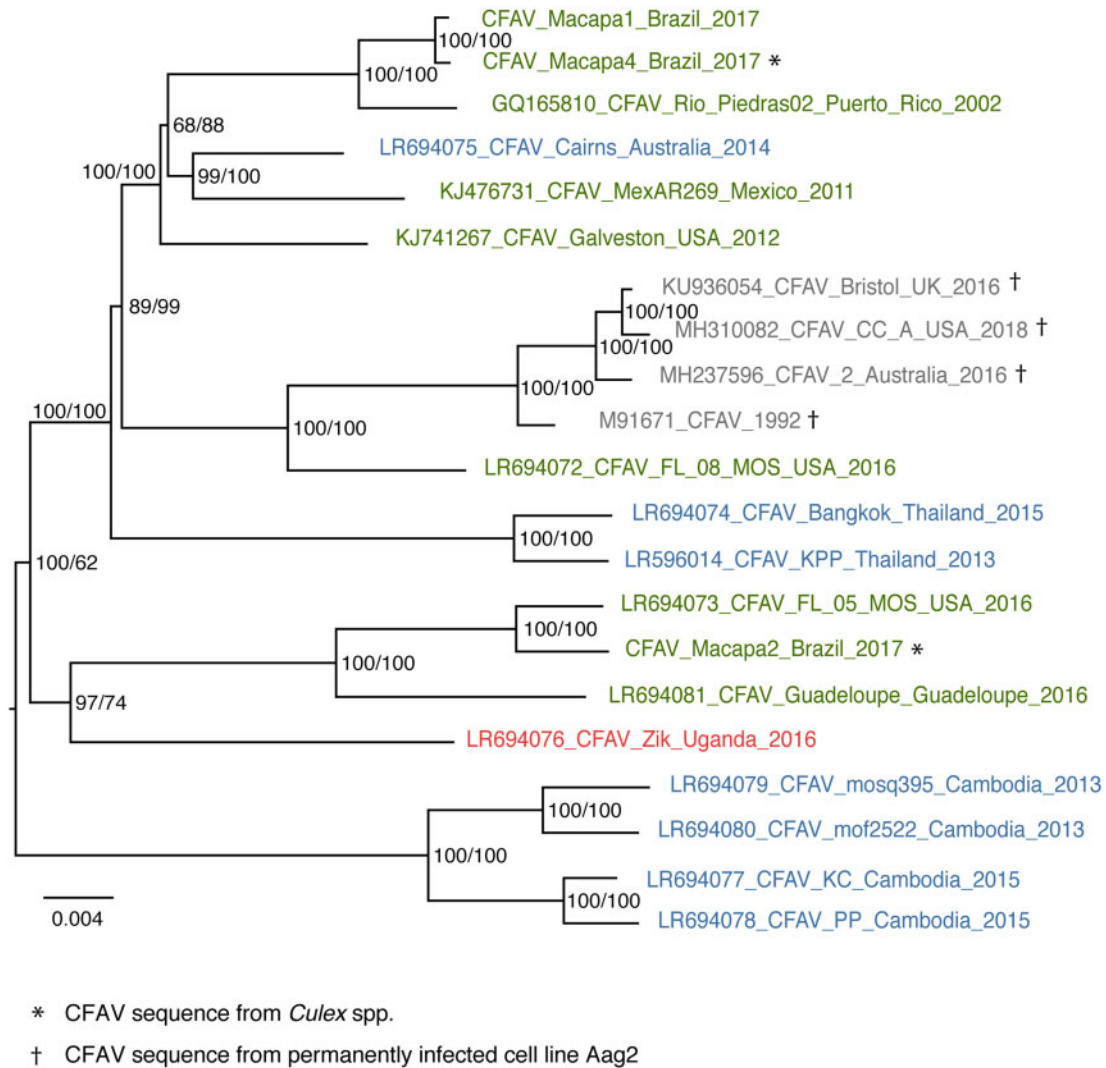 CFAV_Macapa1_Brazil_2017
100/100
CFAV_Macapa4_Brazil_2017 *
100/100
GQ165810_CFAV_Rio_Piedras02_Puerto_Rico_2002
68/88
LR694075_CFAV_Cairns_Australia_2014
100/100
99/100
KJ476731_CFAV_MexAR269_Mexico_2011
KJ741267_CFAV_Galveston_USA_2012
KU936054_CFAV_Bristol_UK_2016 †
89/99
100/100
MH310082_CFAV_CC_A_USA_2018 †
100/100
MH237596_CFAV_2_Australia_2016 †
100/100
100/100
M91671_CFAV_1992 †
100/100
LR694072_CFAV_FL_08_MOS_USA_2016
LR694074_CFAV_Bangkok_Thailand_2015
100/100
LR596014_CFAV_KPP_Thailand_2013
100/62
LR694073_CFAV_FL_05_MOS_USA_2016
100/100
CFAV_Macapa2_Brazil_2017 *
100/100
LR694081_CFAV_Guadeloupe_Guadeloupe_2016
97/74
LR694076_CFAV_Zik_Uganda_2016
LR694079_CFAV_mosq395_Cambodia_2013
100/100
LR694080_CFAV_mof2522_Cambodia_2013
100/100
LR694077_CFAV_KC_Cambodia_2015
100/100
LR694078_CFAV_PP_Cambodia_2015
0.004
* CFAV sequence from Culex spp.
† CFAV sequence from permanently infected cell line Aag2